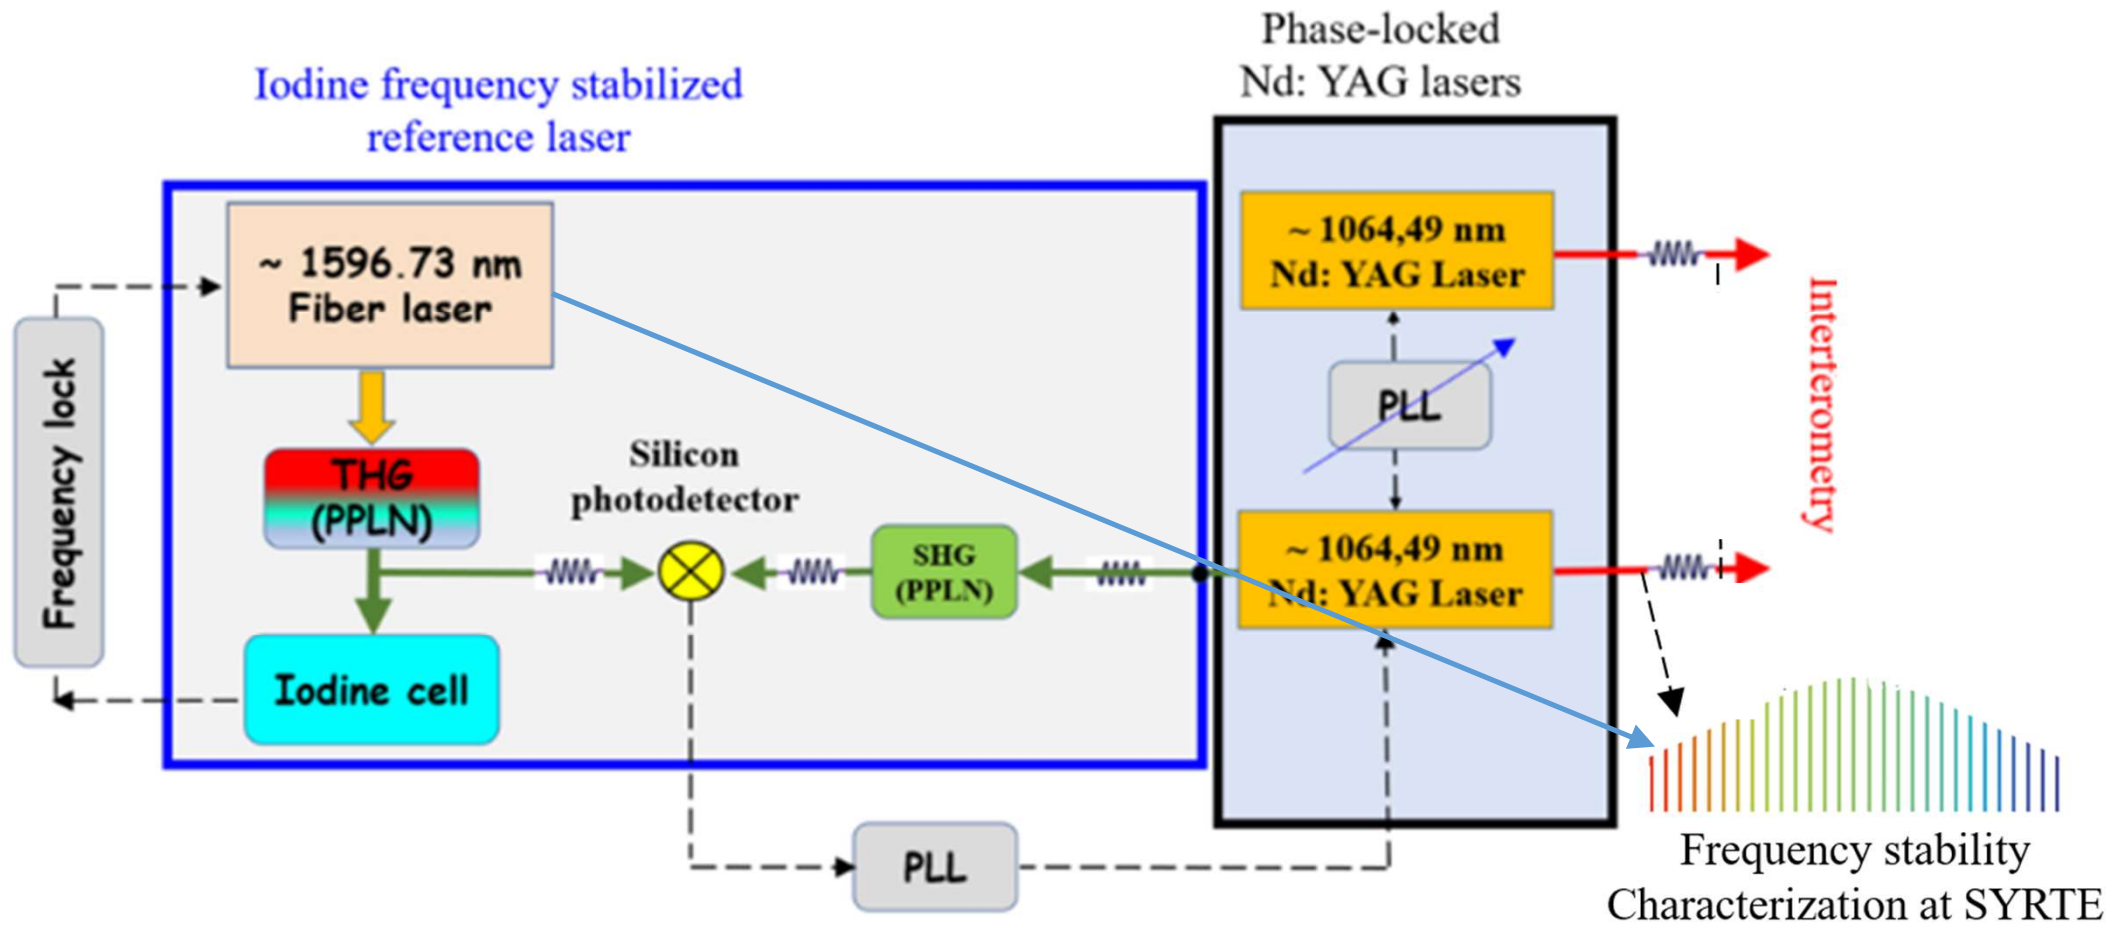 Phase-locked
Nd: YAG lasers
Iodine frequency stabilized
reference laser
~ 1596.73 nm
Fiber laser
~ 1064,49 nm
Nd: YAG Laser
Frequency lock
THG
(PPLN)
Silicon
photodetector
PLL
Interferometry
SHG
(PPLN)
~ 1064,49 nm
Nd: YAG Laser
Iodine cell
PLL
Frequency stability
Characterization at SYRTE